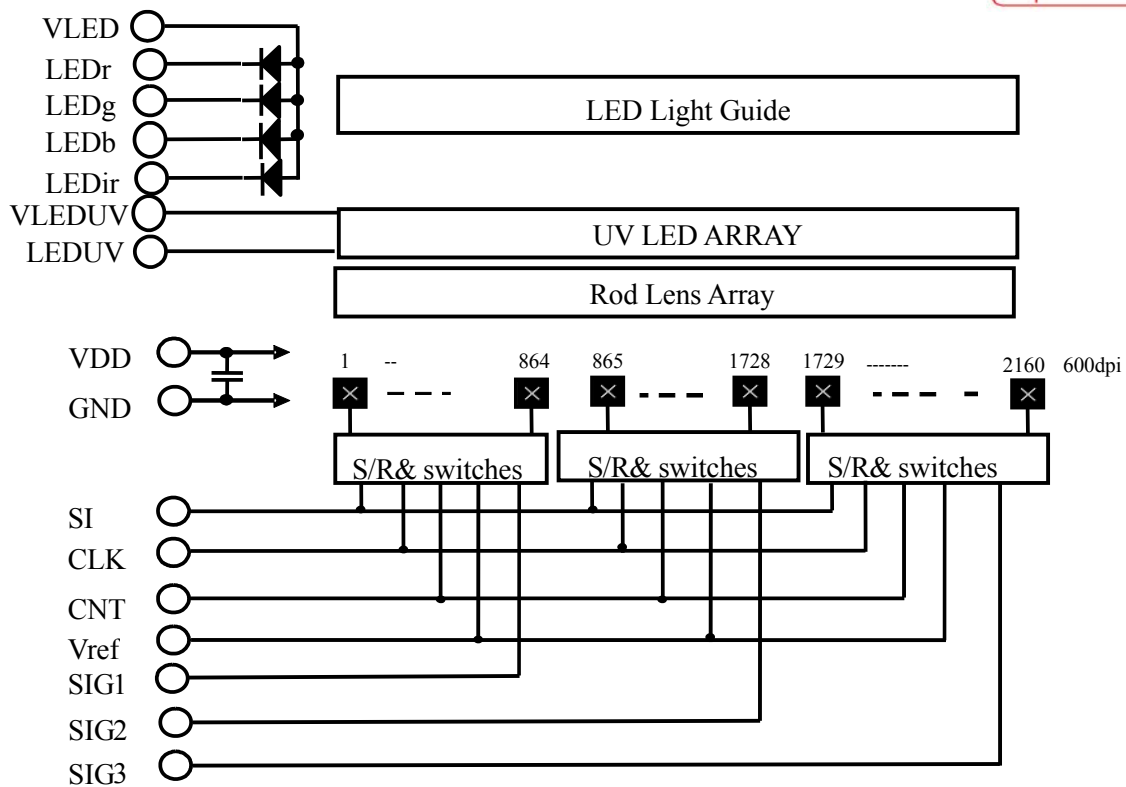 VLED
LEDr
LEDg
LEDb
LEDir
VLEDUV
LEDUV
LED Light Guide
UV LED ARRAY
Rod Lens Array
VDD
GND
1 -- 864 865 1728 1729 ------- 2160 600dpi
S/R& switches S/R& switches S/R& switches
SI
CLK
CNT
Vref
SIG1
SIG2
SIG3